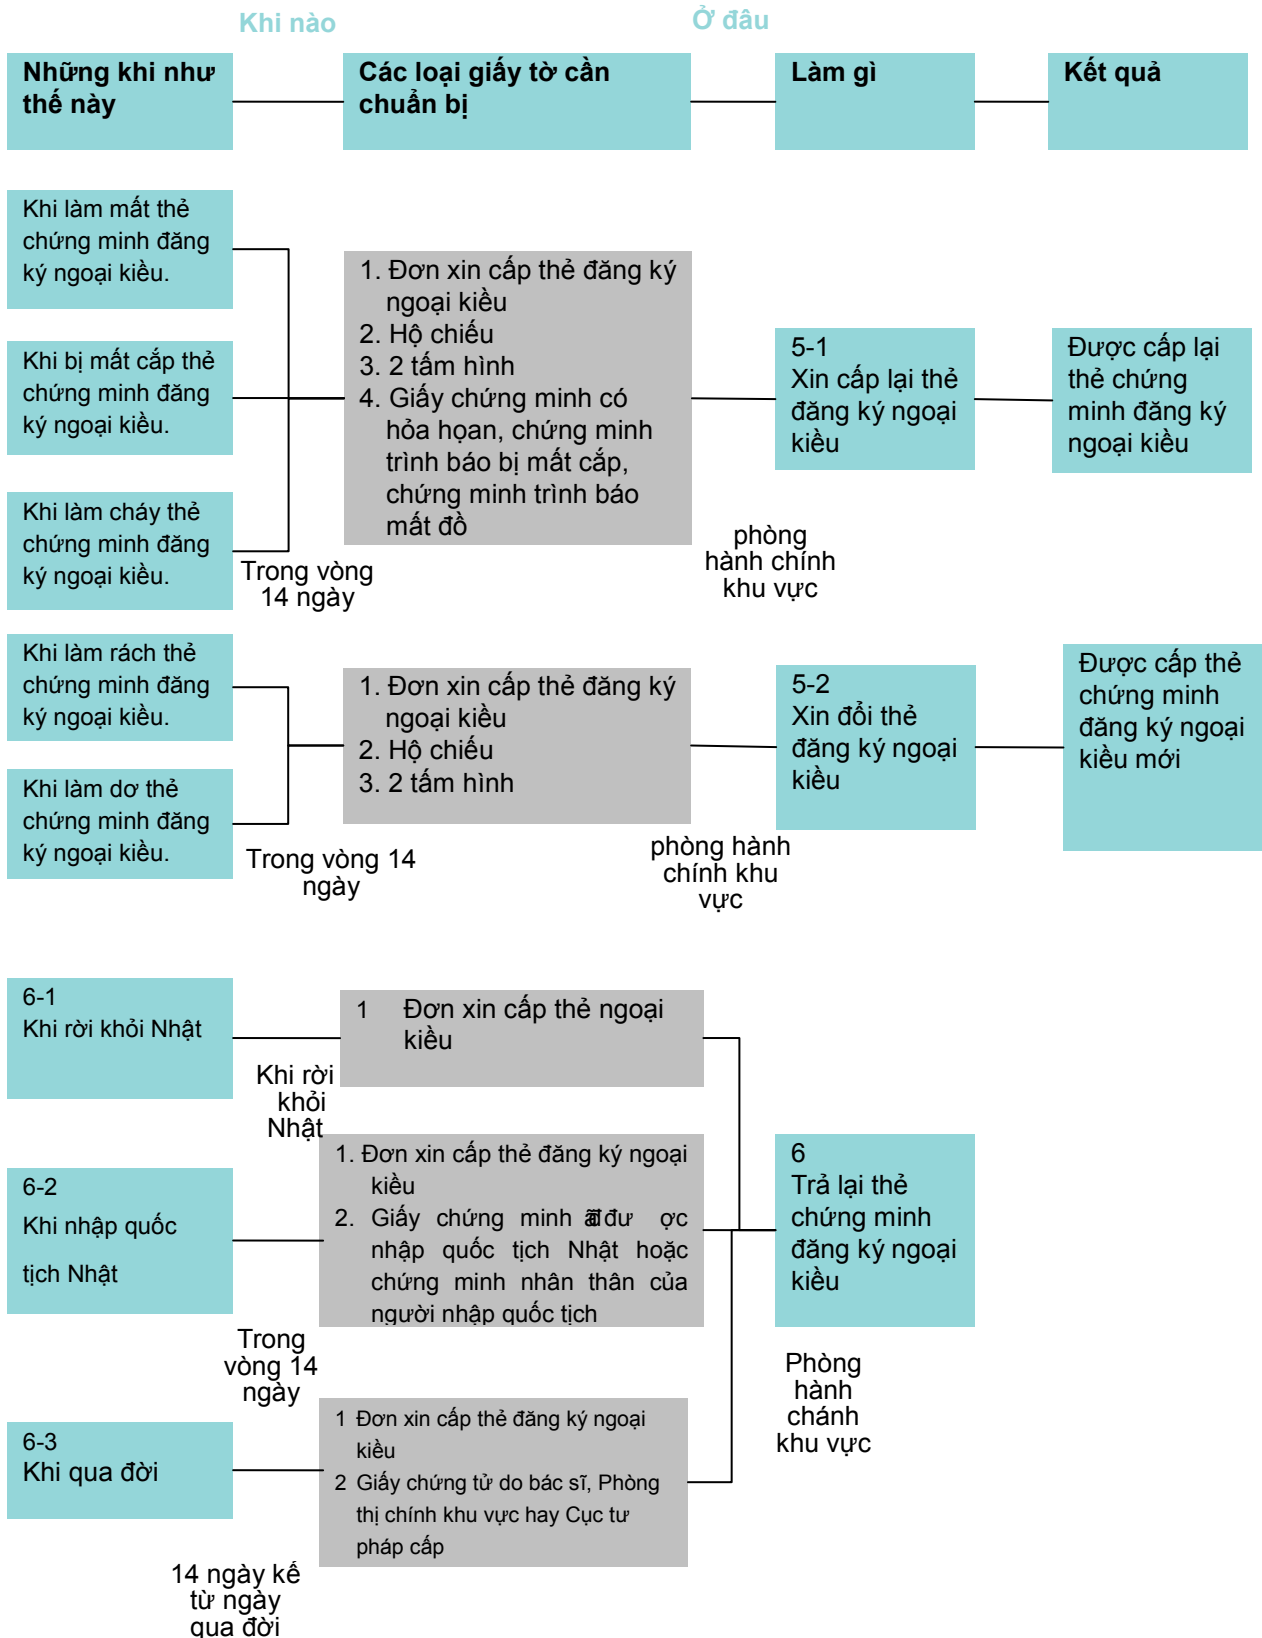 Khi nào
Ở đâu
Những khi như
thế này
Các loại giấy tờ cần
chuẩn bị
Làm gì
Kết quả
Khi làm mất thẻ
chứng minh đăng
ký ngoại kiều.
Khi bị mất cắp thẻ
chứng minh đăng
ký ngoại kiều.
Khi làm cháy thẻ
chứng minh đăng
ký ngoại kiều.
Trong vòng
14 ngày
1. Đơn xin cấp thẻ đăng ký
ngoại kiều
2. Hộ chiếu
3. 2 tấm hình
4. Giấy chứng minh có
hỏa họan, chứng minh
trình báo bị mất cắp,
chứng minh trình báo
mất đồ
phòng
hành chính
khu vực
5-1
Xin cấp lại thẻ
đăng ký ngoại
kiều
Được cấp lại
thẻ chứng
minh đăng ký
ngoại kiều
Khi làm rách thẻ
chứng minh đăng
ký ngoại kiều.
Khi làm dơ thẻ
chứng minh đăng
ký ngoại kiều.
Trong vòng 14
ngày
1. Đơn xin cấp thẻ đăng ký
ngoại kiều
2. Hộ chiếu
3. 2 tấm hình
phòng hành
chính khu
vực
5-2
Xin đổi thẻ
đăng ký ngoại
kiều
Được cấp thẻ
chứng minh
đăng ký ngoại
kiều mới
6-1
Khi rời khỏi Nhật
Khi rời
khỏi
Nhật
1 Đơn xin cấp thẻ ngoại
kiều
6-2
Khi nhập quốc
tịch Nhật
Trong
vòng 14
ngày
1. Đơn xin cấp thẻ đăng ký ngoại
kiều
2. Giấy chứng minh đư ợc
nhập quốc tịch Nhật hoặc
chứng minh nhân thân của
người nhập quốc tịch
6-3
Khi qua đời
14 ngày kế
từ ngày
qua đời
1 Đơn xin cấp thẻ đăng ký ngoại
kiều
2 Giấy chứng tử do bác sĩ, Phòng
thị chính khu vực hay Cục tư
pháp cấp
6
Trả lại thẻ
chứng minh
đăng ký ngoại
kiều
Phòng
hành
chánh
khu vực